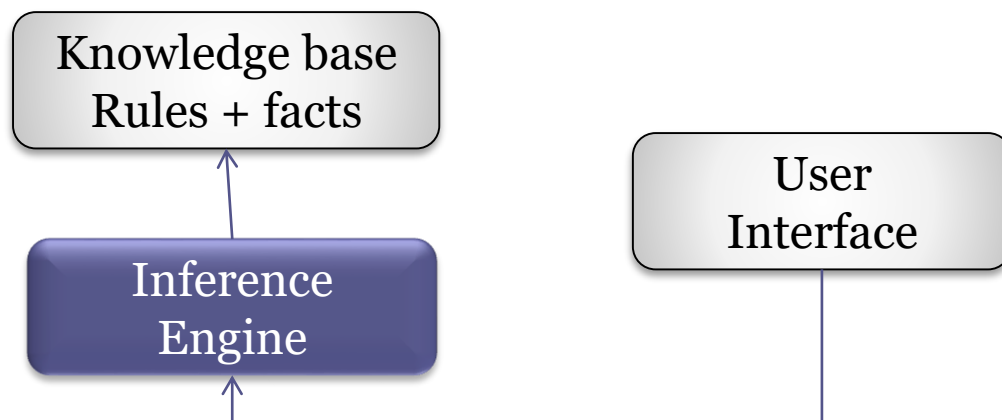 Knowledge base
Rules + facts
User
Interface
Inference
Engine